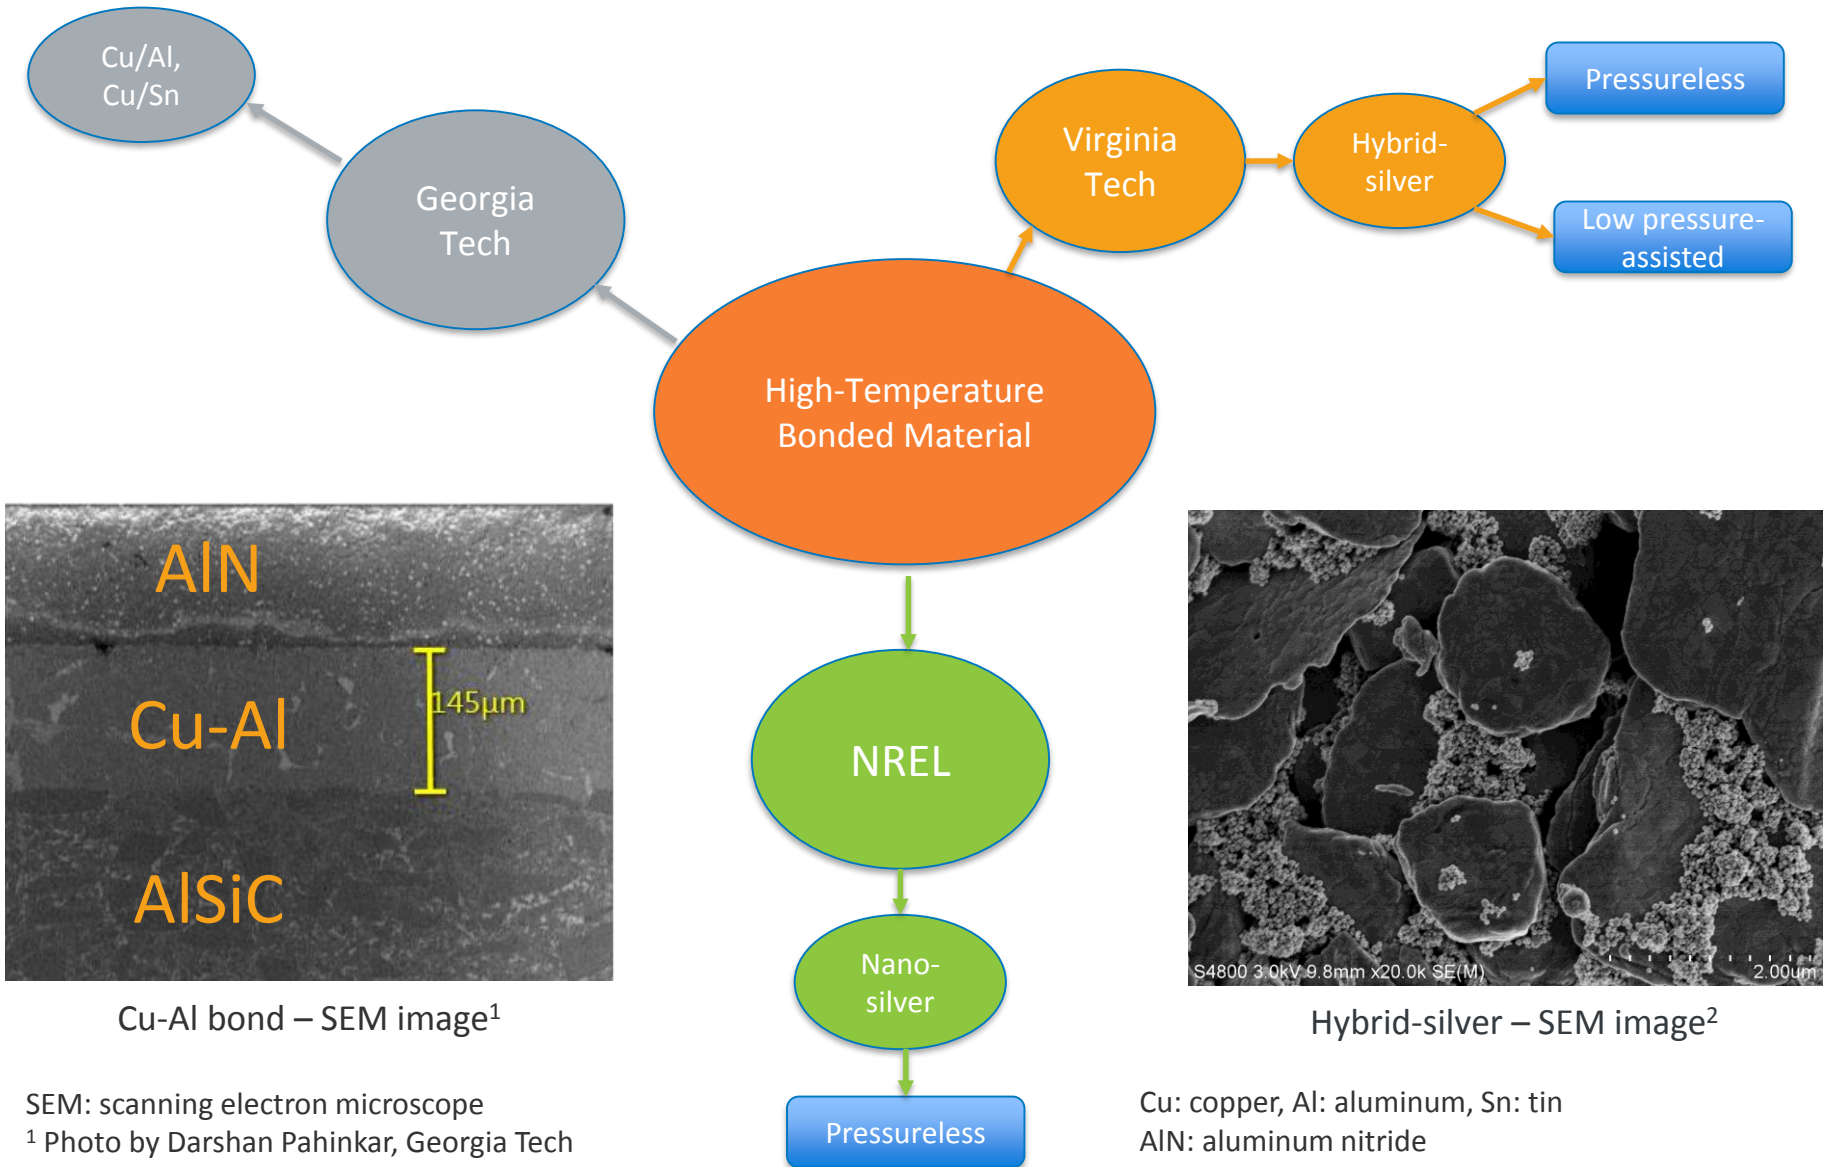 Cu/Al,
Cu/Sn
Georgia
Tech
Virginia
Tech
Hybrid-
silver
Pressureless
Low pressure-
assisted
High-Temperature
Bonded Material
NREL
Nano-
silver
Pressureless
AlN
145µm
Cu-Al
AlSiC
Cu-Al bond – SEM image¹
S4800 3.0kV 9.8mm x20.0k SE(M)
2.00um
Hybrid-silver – SEM image²
SEM: scanning electron microscope
¹ Photo by Darshan Pahinkar, Georgia Tech
Cu: copper, Al: aluminum, Sn: tin
AlN: aluminum nitride